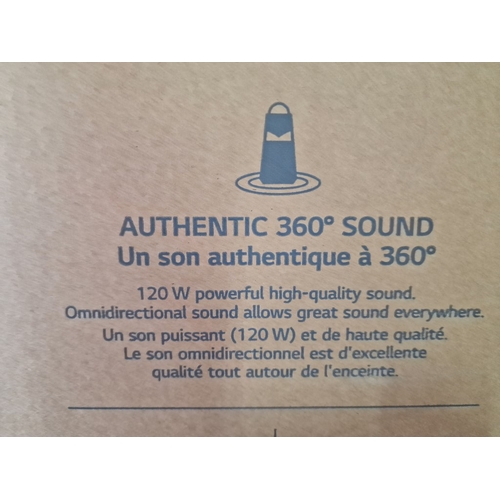 AUTHENTIC 360° SOUND
Un son authentique à 360°
120 W powerful high-quality sound.
Omnidirectional sound allows great sound everywhere.
Un son puissant (120 W) et de haute qualité.
Le son omnidirectionnel est d'excellente
qualité tout autour de l'enceinte.